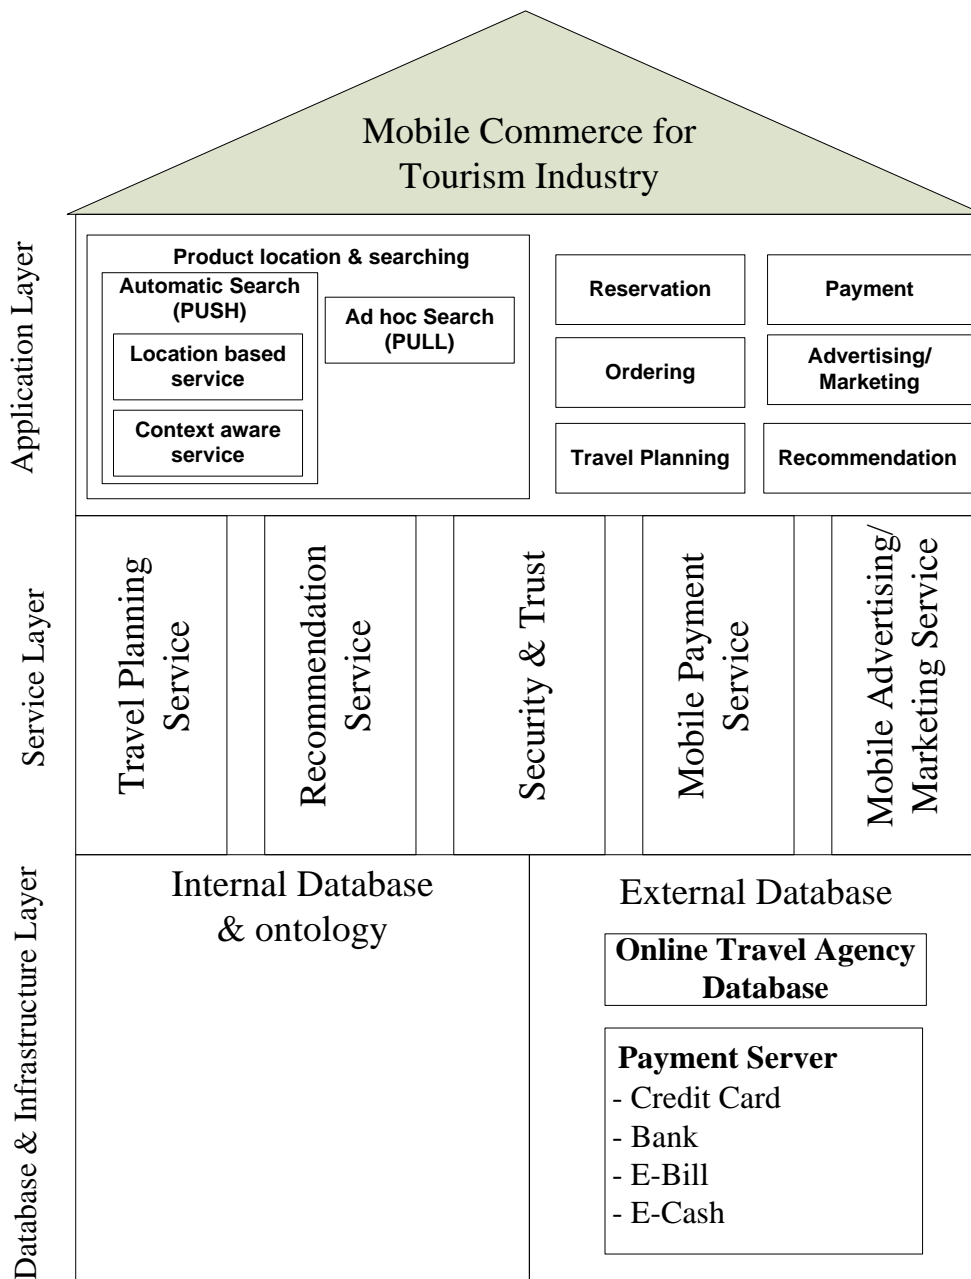 Mobile Commerce for
Tourism Industry
Application Layer
Product location & searching
Automatic Search
(PUSH)
Location based
service
Context aware
service
Ad hoc Search
(PULL)
Reservation
Payment
Ordering
Advertising/
Marketing
Travel Planning
Recommendation
Service Layer
Travel Planning
Service
Recommendation
Service
Security & Trust
Mobile Payment
Service
Mobile Advertising/
Marketing Service
Database & Infrastructure Layer
Internal Database
& ontology
External Database
Online Travel Agency
Database
Payment Server
- Credit Card
- Bank
- E-Bill
- E-Cash